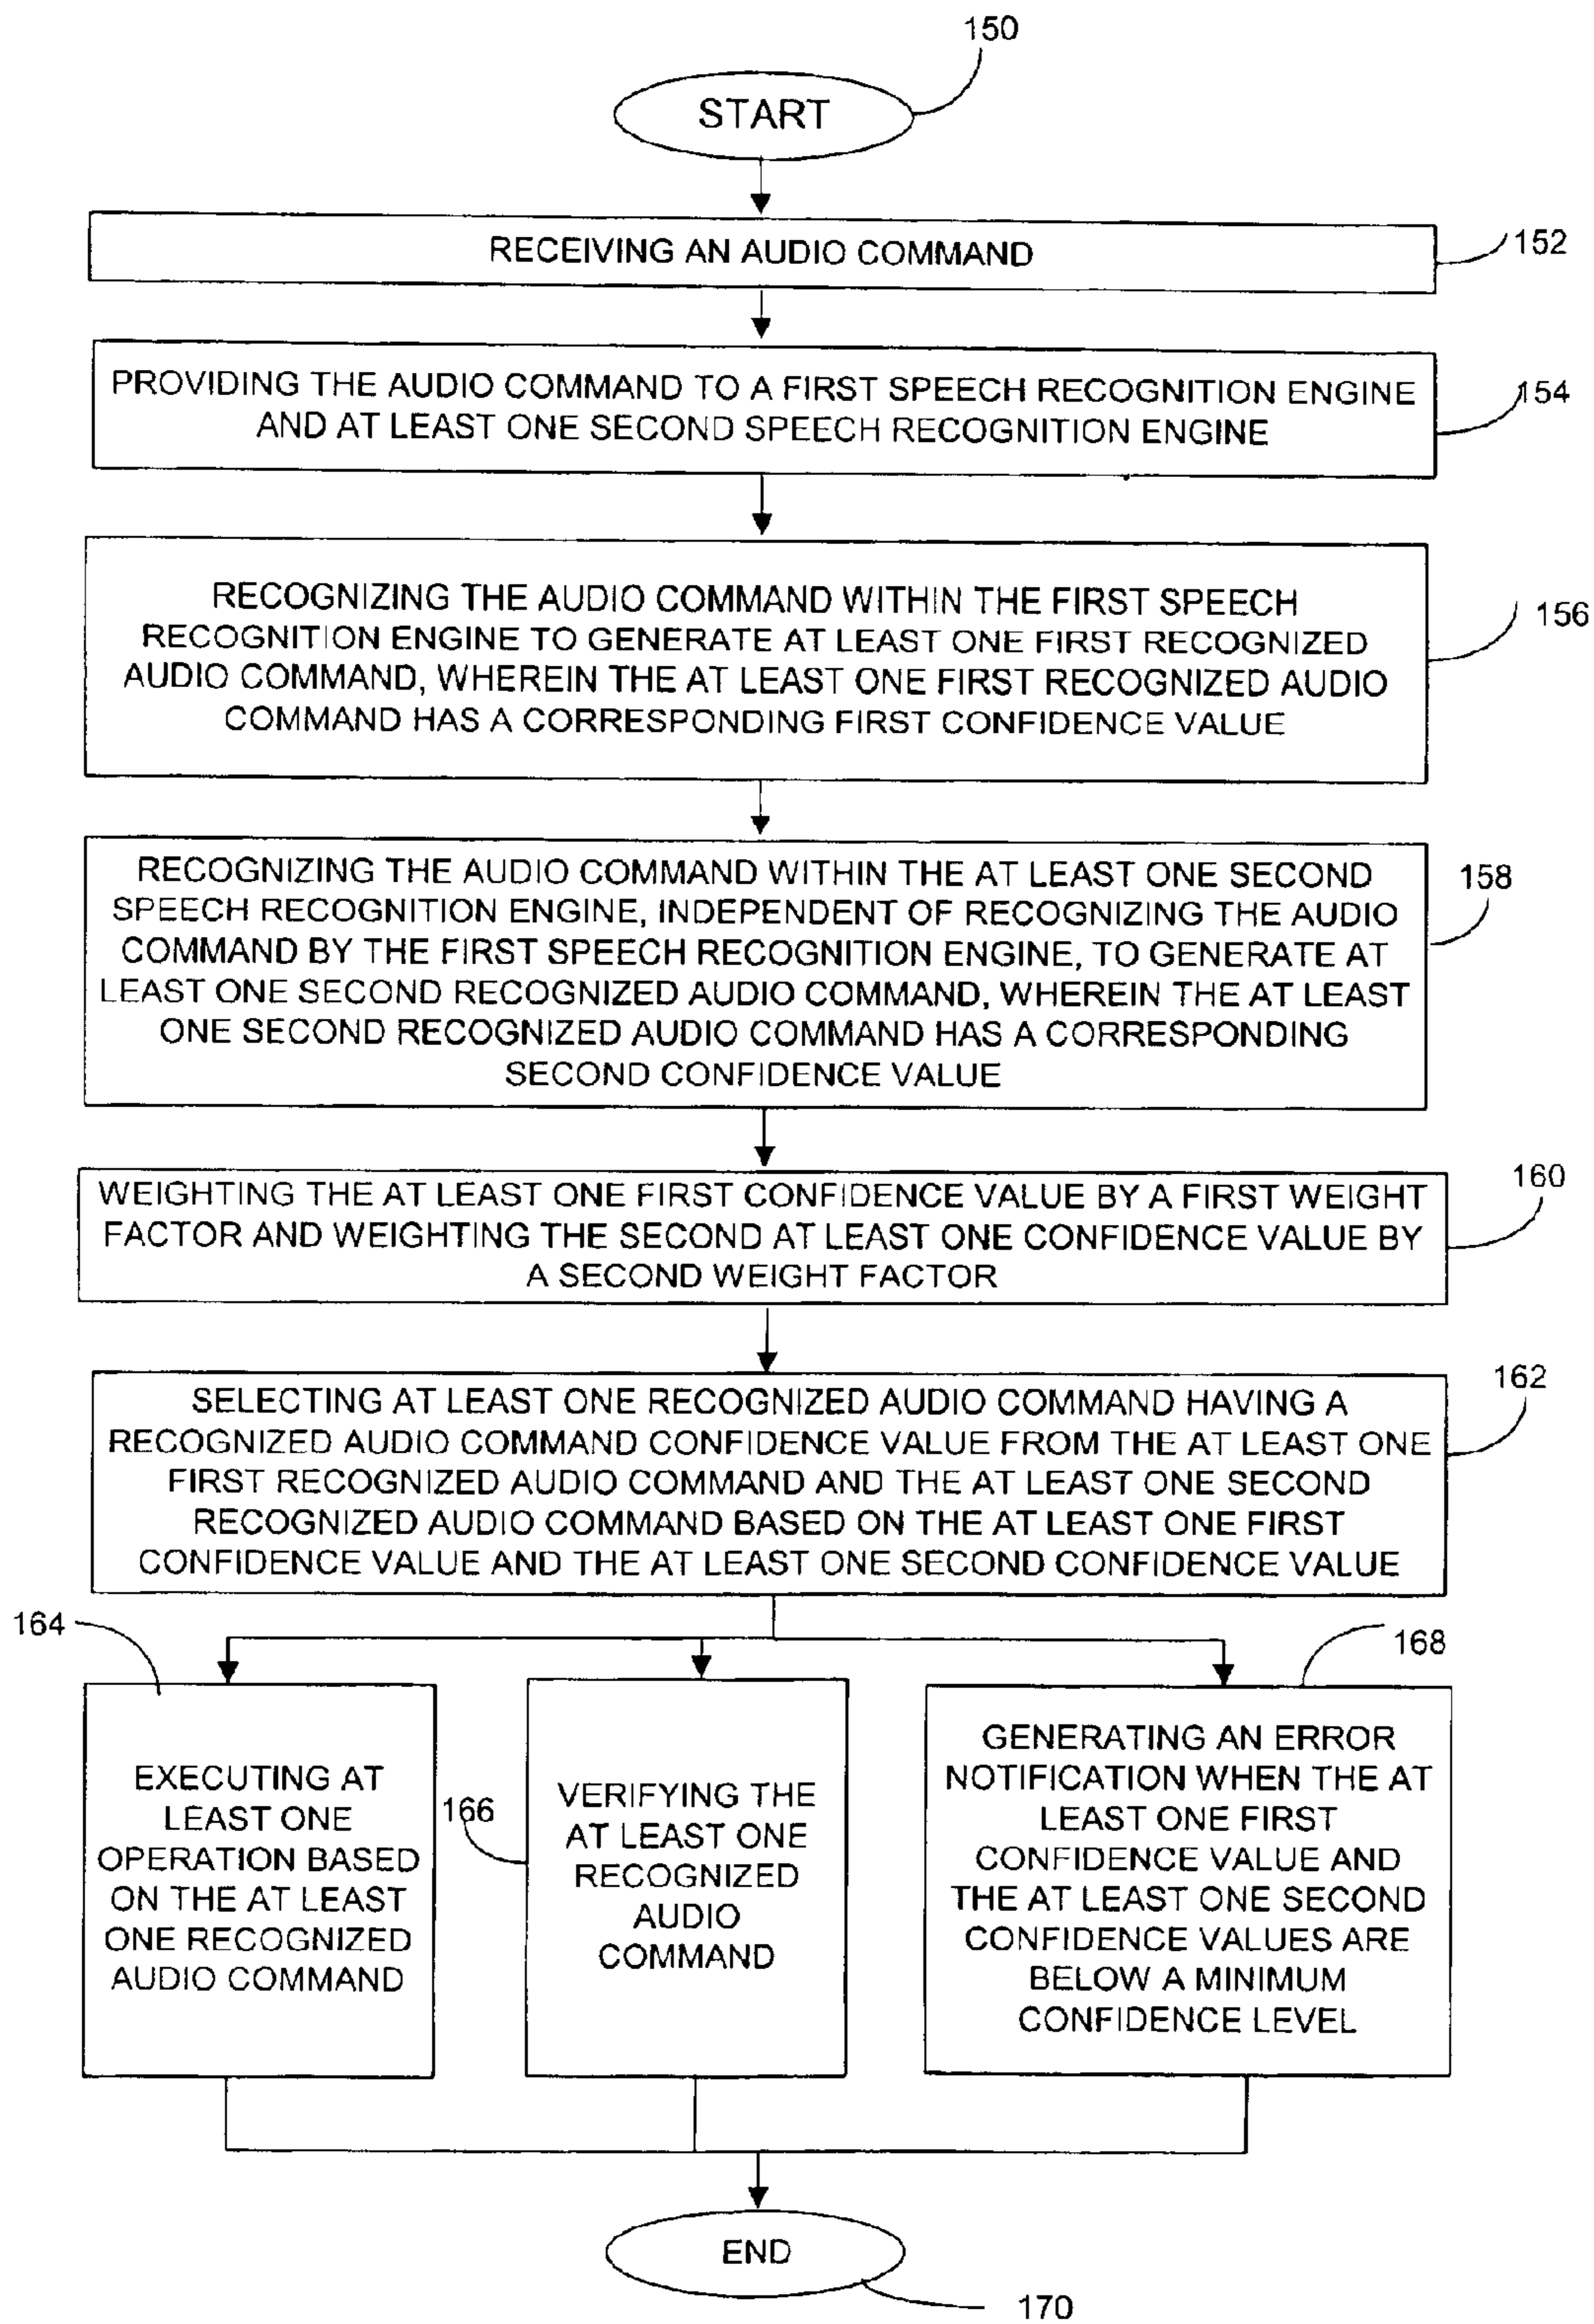 150
START
RECEIVING AN AUDIO COMMAND
152
PROVIDING THE AUDIO COMMAND TO A FIRST SPEECH RECOGNITION ENGINE
AND AT LEAST ONE SECOND SPEECH RECOGNITION ENGINE
154
RECOGNIZING THE AUDIO COMMAND WITHIN THE FIRST SPEECH
RECOGNITION ENGINE TO GENERATE AT LEAST ONE FIRST RECOGNIZED
AUDIO COMMAND, WHEREIN THE AT LEAST ONE FIRST RECOGNIZED AUDIO
COMMAND HAS A CORRESPONDING FIRST CONFIDENCE VALUE
156
RECOGNIZING THE AUDIO COMMAND WITHIN THE AT LEAST ONE SECOND
SPEECH RECOGNITION ENGINE, INDEPENDENT OF RECOGNIZING THE AUDIO
COMMAND BY THE FIRST SPEECH RECOGNITION ENGINE, TO GENERATE AT
LEAST ONE SECOND RECOGNIZED AUDIO COMMAND, WHEREIN THE AT LEAST
ONE SECOND RECOGNIZED AUDIO COMMAND HAS A CORRESPONDING
SECOND CONFIDENCE VALUE
158
WEIGHTING THE AT LEAST ONE FIRST CONFIDENCE VALUE BY A FIRST WEIGHT
FACTOR AND WEIGHTING THE SECOND AT LEAST ONE CONFIDENCE VALUE BY
A SECOND WEIGHT FACTOR
160
SELECTING AT LEAST ONE RECOGNIZED AUDIO COMMAND HAVING A
RECOGNIZED AUDIO COMMAND CONFIDENCE VALUE FROM THE AT LEAST ONE
FIRST RECOGNIZED AUDIO COMMAND AND THE AT LEAST ONE SECOND
RECOGNIZED AUDIO COMMAND BASED ON THE AT LEAST ONE FIRST
CONFIDENCE VALUE AND THE AT LEAST ONE SECOND CONFIDENCE VALUE
162
164
EXECUTING AT
LEAST ONE
OPERATION BASED
ON THE AT LEAST
ONE RECOGNIZED
AUDIO COMMAND
166
VERIFYING THE
AT LEAST ONE
RECOGNIZED
AUDIO
COMMAND
168
GENERATING AN ERROR
NOTIFICATION WHEN THE AT
LEAST ONE FIRST
CONFIDENCE VALUE AND
THE AT LEAST ONE SECOND
CONFIDENCE VALUES ARE
BELOW A MINIMUM
CONFIDENCE LEVEL
END
170